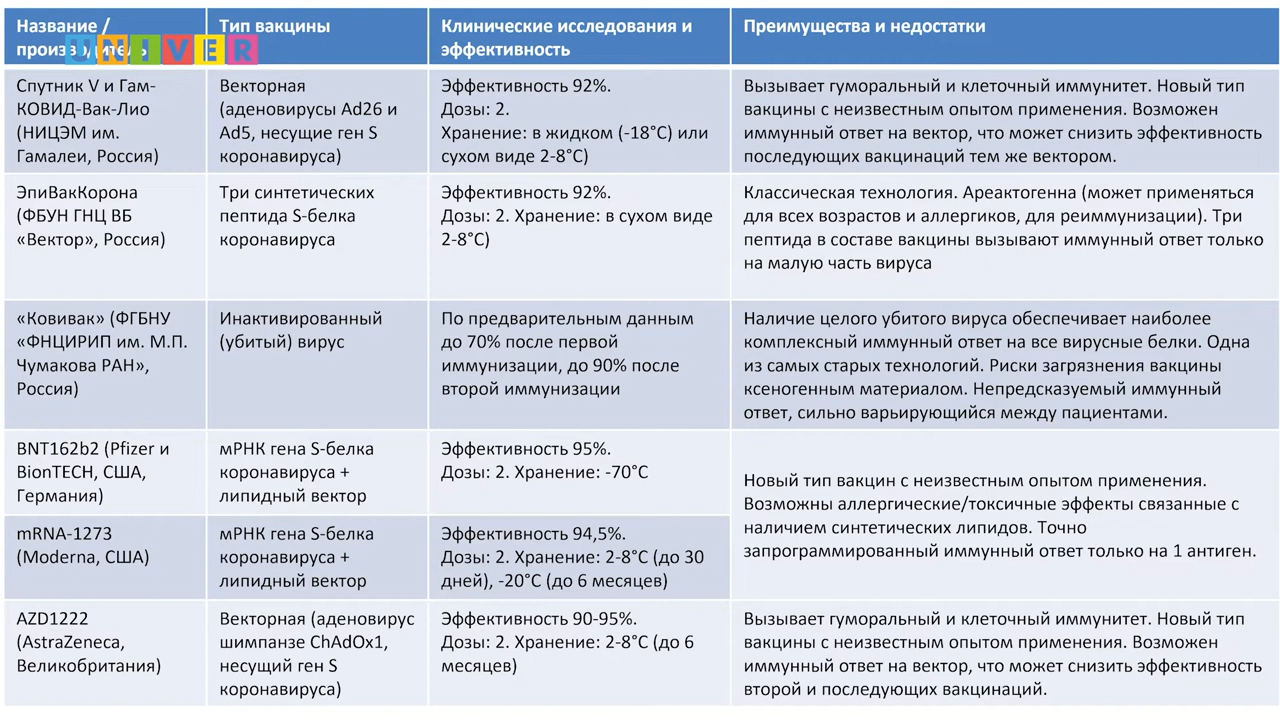 Название /
производитель
UNIVER
Тип вакцины
Клинические исследования и
эффективность
Преимущества и недостатки
Спутник V и Гам-
КОВИД-Вак-Лио
(НИЦЭМ им.
Гамалеи, Россия)
Векторная
(аденовирусы Ad26 и
Ad5, несущие ген S
коронавируса)
Эффективность 92%.
Дозы: 2.
Хранение: в жидком (-18°C) или
сухом виде 2-8°C)
Вызывает гуморальный и клеточный иммунитет. Новый тип
вакцины с неизвестным опытом применения. Возможен
иммунный ответ на вектор, что может снизить эффективность
последующих вакцинаций тем же вектором.
ЭпиВакКорона
(ФБУН ГНЦ ВБ
«Вектор», Россия)
Три синтетических
пептида S-белка
коронавируса
Эффективность 92%.
Дозы: 2. Хранение: в сухом виде
2-8°C)
Классическая технология. Ареактогенна (может применяться
для всех возрастов и аллергиков, для реиммунизации). Три
пептида в составе вакцины вызывают иммунный ответ только
на малую часть вируса
«Ковивак» (ФГБНУ
«ФНЦИРИП им. М.П.
Чумакова РАН»,
Россия)
Инактивированный
(убитый) вирус
По предварительным данным
до 70% после первой
иммунизации, до 90% после
второй иммунизации
Наличие целого убитого вируса обеспечивает наиболее
комплексный иммунный ответ на все вирусные белки. Одна
из самых старых технологий. Риски загрязнения вакцины
ксеногенным материалом. Непредсказуемый иммунный
ответ, сильно варьирующийся между пациентами.
BNT162b2 (Pfizer и
BionTECH, США,
Германия)
мРНК гена S-белка
коронавируса +
липидный вектор
Эффективность 95%.
Дозы: 2. Хранение: -70°C
Новый тип вакцин с неизвестным опытом применения.
Возможны аллергические/токсичные эффекты связанные с
наличием синтетических липидов. Точно
запрограммированный иммунный ответ только на 1 антиген.
mRNA-1273
(Moderna, США)
мРНК гена S-белка
коронавируса +
липидный вектор
Эффективность 94,5%.
Дозы: 2. Хранение: 2-8°C (до 30
дней), -20°C (до 6 месяцев)
AZD1222
(AstraZeneca,
Великобритания)
Векторная (аденовирус
шимпанзе ChAdOx1,
несущий ген S
коронавируса)
Эффективность 90-95%.
Дозы: 2. Хранение: 2-8°C (до 6
месяцев)
Вызывает гуморальный и клеточный иммунитет. Новый тип
вакцины с неизвестным опытом применения. Возможен
иммунный ответ на вектор, что может снизить эффективность
второй и последующих вакцинаций.